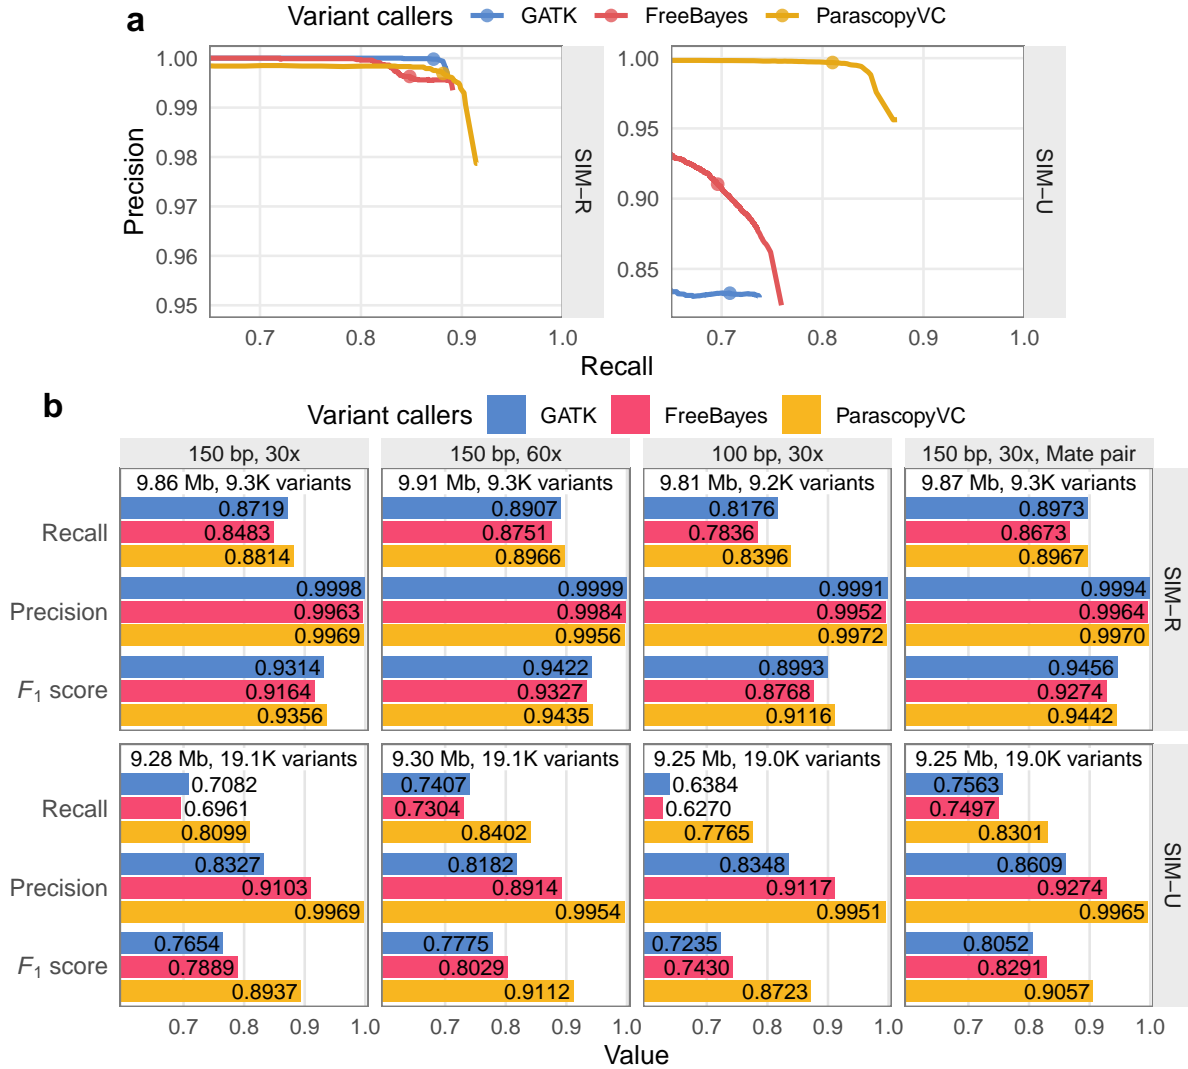 a
Variant callers GATK FreeBayes ParascopyVC
1.00
0.99
0.98
0.97
0.96
0.95
Precision
0.7 0.8 0.9 1.0
SIM−R
1.00
0.95
0.90
0.85
0.7 0.8 0.9 1.0
SIM−U
Recall
b
Variant callers GATK FreeBayes ParascopyVC
150 bp, 30x 150 bp, 60x 100 bp, 30x 150 bp, 30x, Mate pair
9.86 Mb, 9.3K variants 9.91 Mb, 9.3K variants 9.81 Mb, 9.2K variants 9.87 Mb, 9.3K variants
0.8719 0.8907 0.8176 0.8973
Recall 0.8483 0.8751 0.7836 0.8673
0.8814 0.8966 0.8396 0.8967
0.9998 0.9999 0.9991 0.9994
Precision 0.9963 0.9984 0.9952 0.9964
0.9969 0.9956 0.9972 0.9970
0.9314 0.9422 0.8993 0.9456
F1 score 0.9164 0.9327 0.8768 0.9274
0.9356 0.9435 0.9116 0.9442
SIM−R
9.28 Mb, 19.1K variants 9.30 Mb, 19.1K variants 9.25 Mb, 19.0K variants 9.25 Mb, 19.0K variants
0.7082 0.7407 0.6384 0.7563
Recall 0.6961 0.7304 0.6270 0.7497
0.8099 0.8402 0.7765 0.8301
0.8327 0.8182 0.8348 0.8609
Precision 0.9103 0.8914 0.9117 0.9274
0.9969 0.9954 0.9951 0.9965
0.7654 0.7775 0.7235 0.8052
F1 score 0.7889 0.8029 0.7430 0.8291
0.8937 0.9112 0.8723 0.9057
SIM−U
0.7 0.8 0.9 1.0 0.7 0.8 0.9 1.0 0.7 0.8 0.9 1.0 0.7 0.8 0.9 1.0
Value